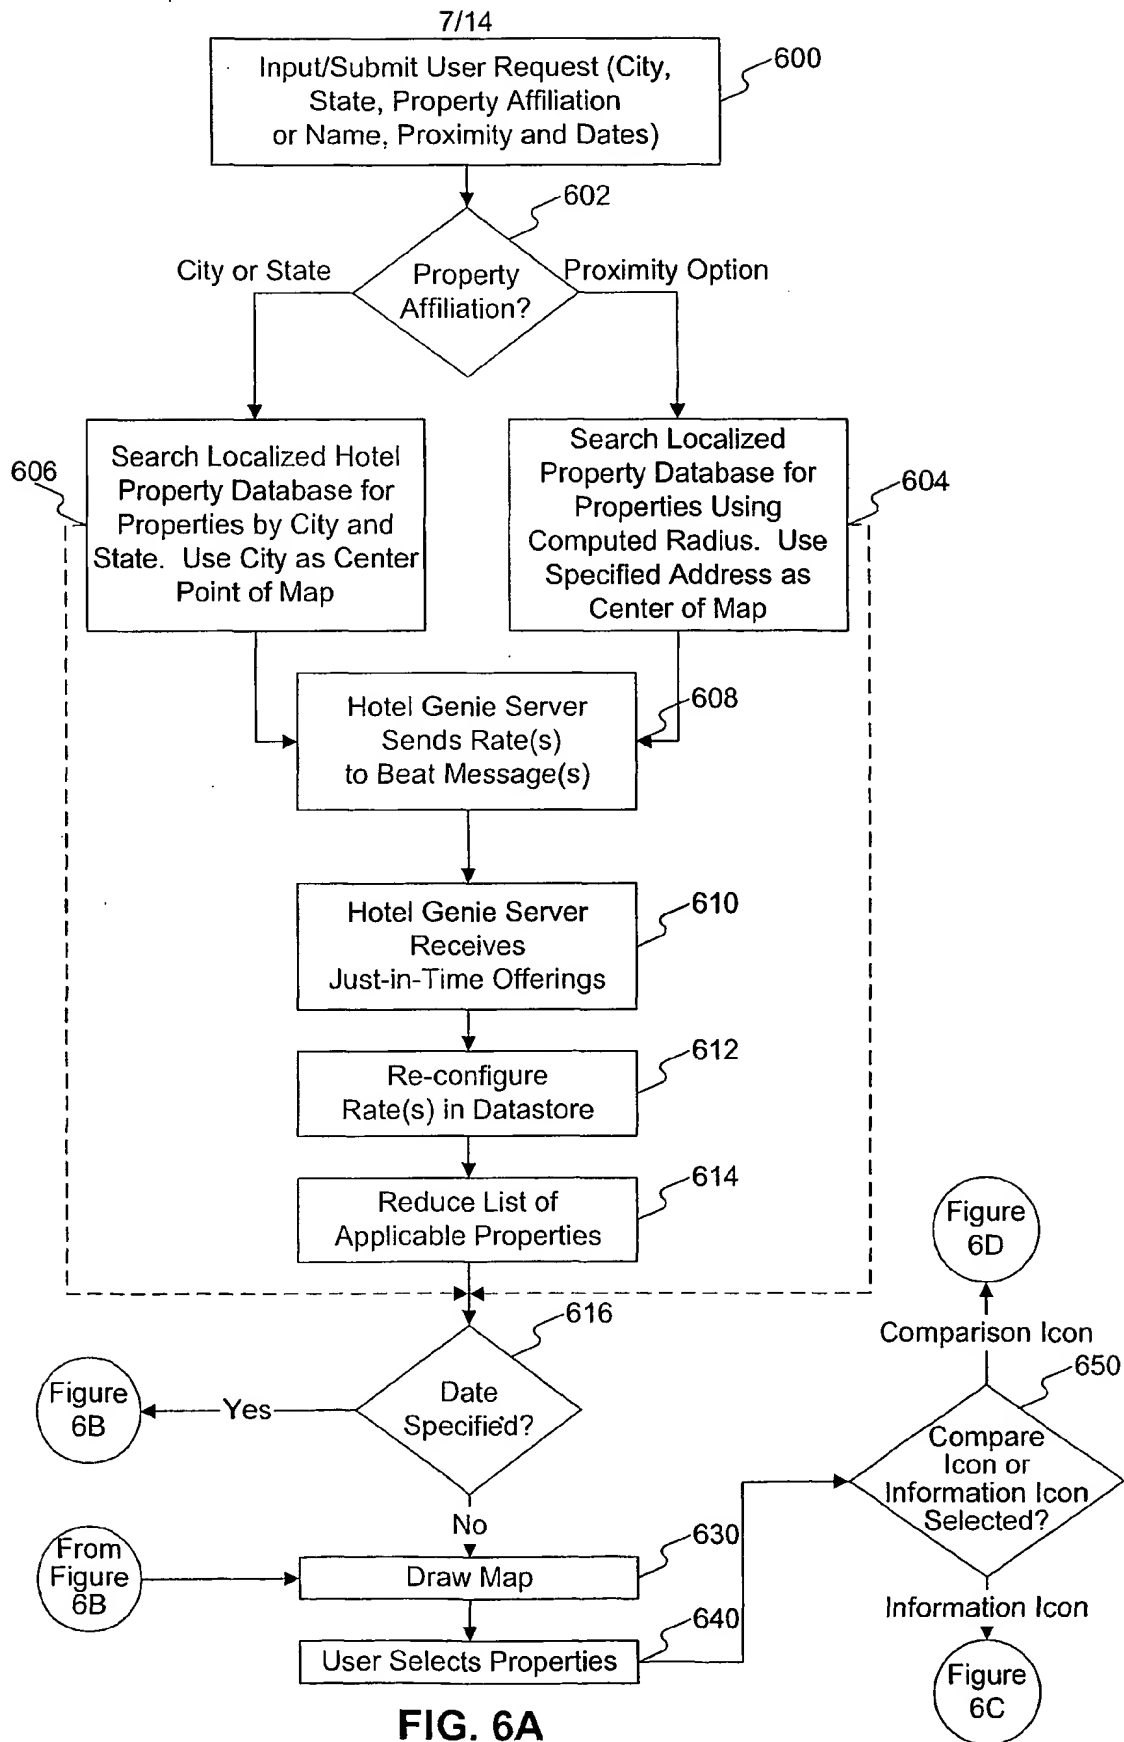 7/14
Input/Submit User Request (City,
State, Property Affiliation
or Name, Proximity and Dates)
600
602
City or State
Property
Affiliation?
Proximity Option
606
Search Localized Hotel
Property Database for
Properties by City and
State. Use City as Center
Point of Map
Search Localized
Property Database for
Properties Using
Computed Radius. Use
Specified Address as
Center of Map
604
Hotel Genie Server
Sends Rate(s)
to Beat Message(s)
608
Hotel Genie Server
Receives
Just-in-Time Offerings
610
Re-configure
Rate(s) in Datastore
612
Reduce List of
Applicable Properties
614
616
Date
Specified?
Yes
Figure
6B
No
From
Figure
6B
Draw Map
630
User Selects Properties
640
Figure
6D
Comparison Icon
650
Compare
Icon or
Information Icon
Selected?
Information Icon
Figure
6C
FIG. 6A